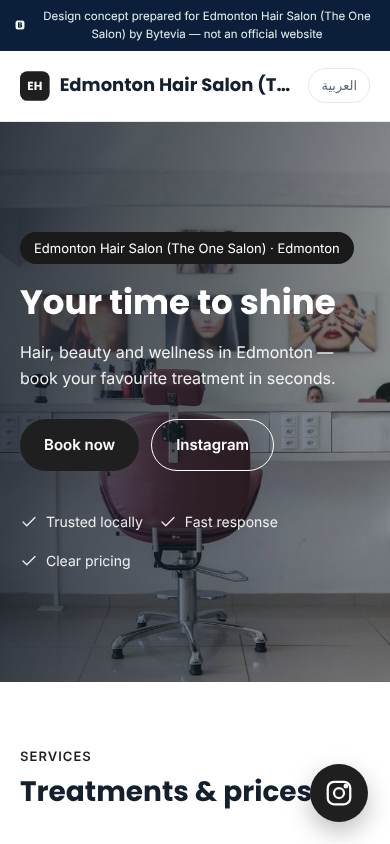 Design concept prepared for Edmonton Hair Salon (The One
Salon) by Bytevia — not an official website
EH
Edmonton Hair Salon (T...
العربية
Edmonton Hair Salon (The One Salon) · Edmonton
Your time to shine
Hair, beauty and wellness in Edmonton —
book your favourite treatment in seconds.
Book now
Instagram
Trusted locally
Fast response
Clear pricing
SERVICES
Treatments & prices